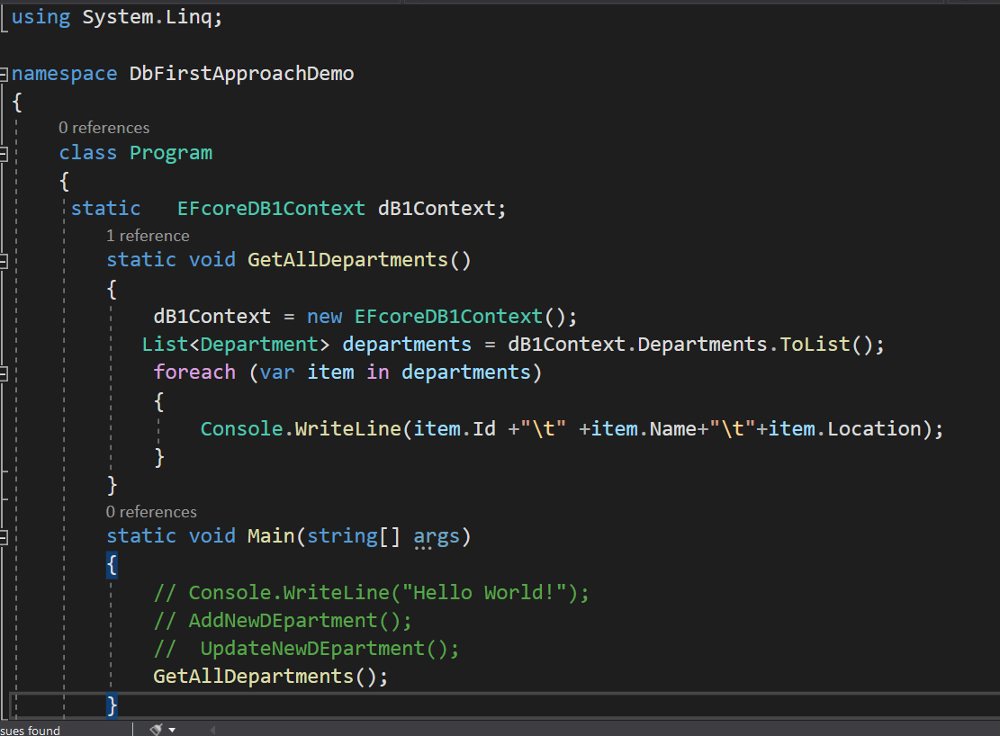 using System.Linq;
namespace DbFirstApproachDemo
{
0 references
class Program
{
static   EFcoreDB1Context dB1Context;
1 reference
static void GetAllDepartments()
{
dB1Context = new EFcoreDB1Context();
List<Department> departments = dB1Context.Departments.ToList();
foreach (var item in departments)
{
Console.WriteLine(item.Id +"\t" +item.Name+"\t"+item.Location);
}
}
0 references
static void Main(string[] args)
{
// Console.WriteLine("Hello World!");
// AddNewDEpartment();
//  UpdateNewDEpartment();
GetAllDepartments();
}
sues found